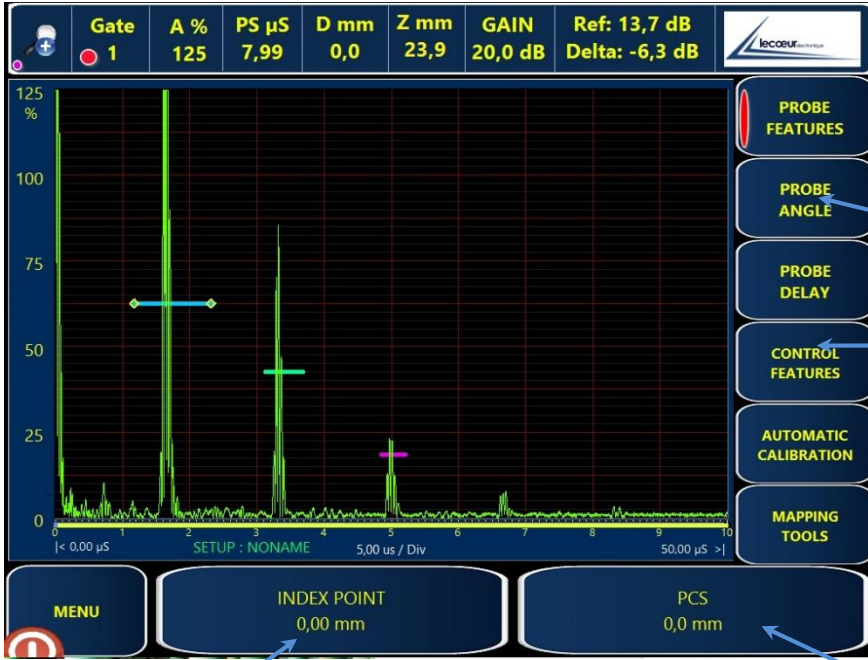 Gate
1
A %
125
PS µS
7,99
D mm
0,0
Z mm
23,9
GAIN
20,0 dB
Ref: 13,7 dB
Delta: -6,3 dB
lecœur électronique
125
%
100
75
50
25
0
1
2
3
4
5
6
7
8
9
10
|< 0,00 µS
SETUP : NONAME
5,00 us / Div
50,00 µS >|
PROBE
FEATURES
PROBE
ANGLE
PROBE
DELAY
CONTROL
FEATURES
AUTOMATIC
CALIBRATION
MAPPING
TOOLS
MENU
INDEX POINT
0,00 mm
PCS
0,0 mm